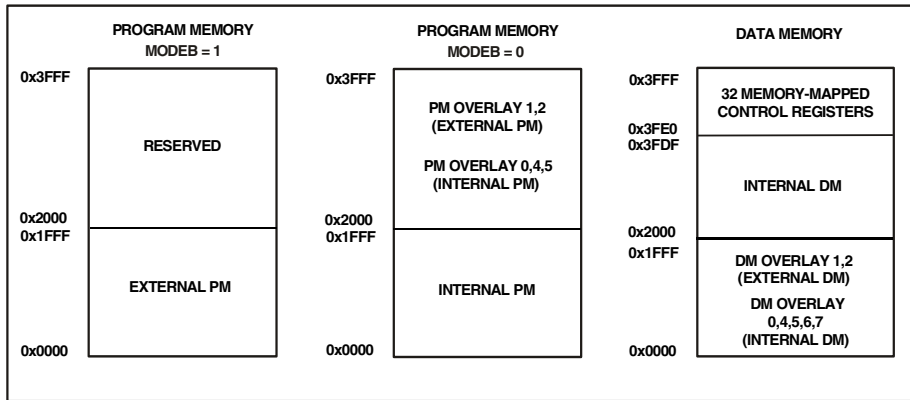 PROGRAM MEMORY
MODEB = 1
0x3FFF
RESERVED
0x2000
0x1FFF
EXTERNAL PM
0x0000
PROGRAM MEMORY
MODEB = 0
0x3FFF
PM OVERLAY 1,2
(EXTERNAL PM)
PM OVERLAY 0,4,5
(INTERNAL PM)
0x2000
0x1FFF
INTERNAL PM
0x0000
DATA MEMORY
0x3FFF
32 MEMORY-MAPPED
CONTROL REGISTERS
0x3FE0
0x3FDF
INTERNAL DM
0x2000
0x1FFF
DM OVERLAY 1,2
(EXTERNAL DM)
DM OVERLAY
0,4,5,6,7
(INTERNAL DM)
0x0000